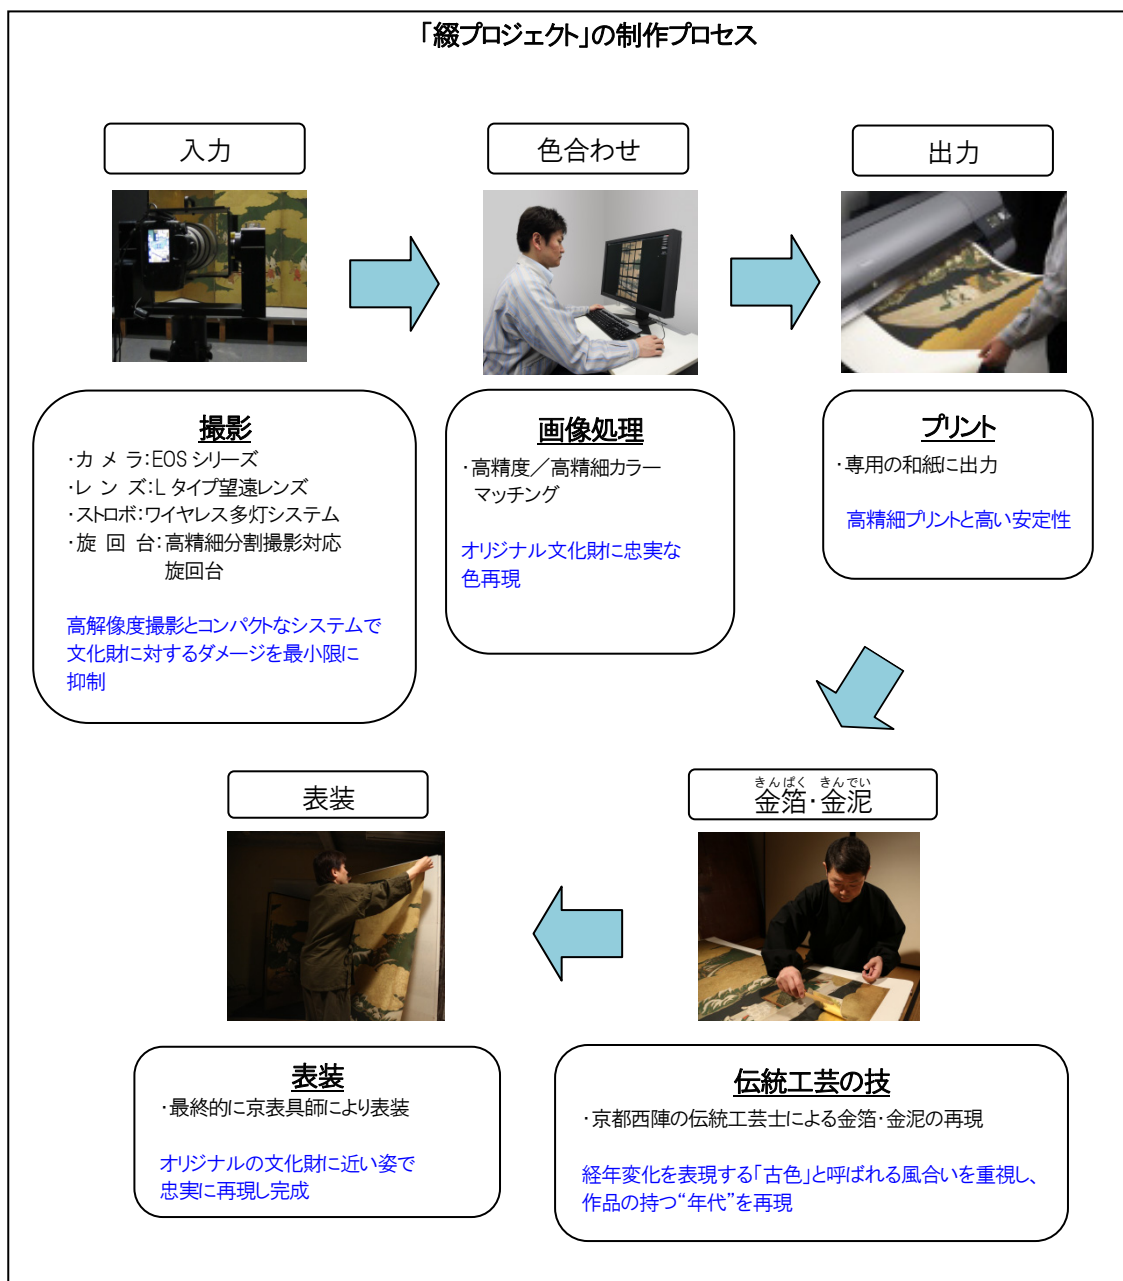 「綴プロジェクト」の制作プロセス
入力
色合わせ
出力
撮影
・カ メ ラ:EOS シリーズ
・レ ン ズ:L タイプ望遠レンズ
・ストロボ:ワイヤレス多灯システム
・旋 回 台:高精細分割撮影対応
旋回台
高解像度撮影とコンパクトなシステムで
文化財に対するダメージを最小限に
抑制
画像処理
・高精度／高精細カラー
マッチング
オリジナル文化財に忠実な
色再現
プリント
・専用の和紙に出力
高精細プリントと高い安定性
表装
きんぱく きんでい
金箔・金泥
表装
・最終的に京表具師により表装
オリジナルの文化財に近い姿で
忠実に再現し完成
伝統工芸の技
・京都西陣の伝統工芸士による金箔・金泥の再現
経年変化を表現する「古色」と呼ばれる風合いを重視し、
作品の持つ“年代”を再現